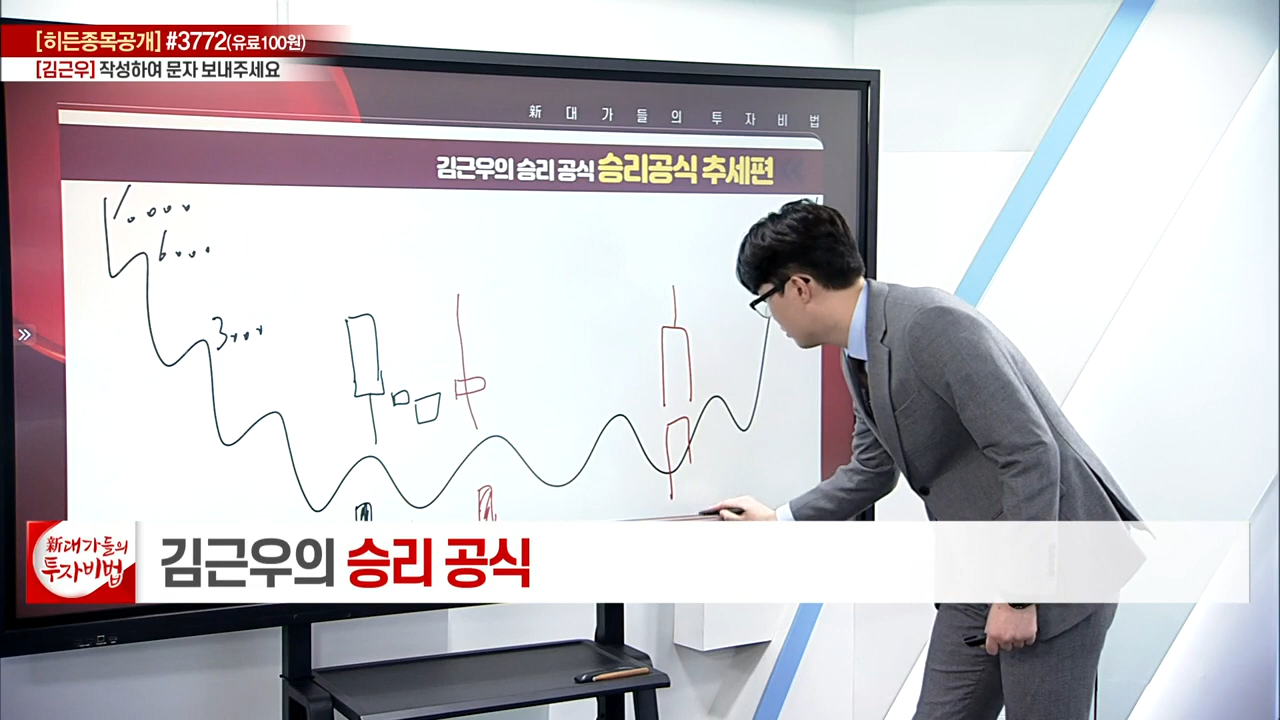 [히든종목공개] #3772(유료100원)
[김근우] 작성하여 문자 보내주세요
新 대 가 들 의 투 자 비 법
김근우의 승리 공식 승리공식 추세편
10000
6000
3000
新대가들의
투자비법
김근우의 승리 공식